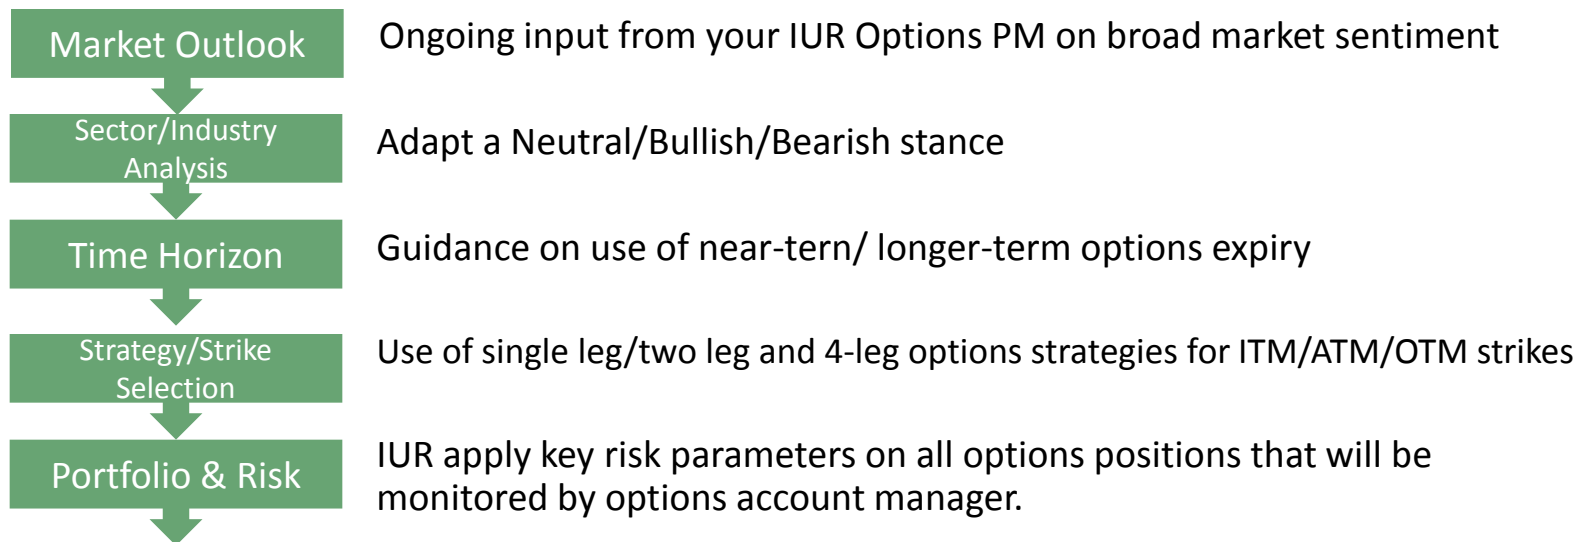 Market Outlook
Ongoing input from your IUR Options PM on broad market sentiment
Sector/Industry
Analysis
Adapt a Neutral/Bullish/Bearish stance
Time Horizon
Guidance on use of near-tern/ longer-term options expiry
Strategy/Strike
Selection
Use of single leg/two leg and 4-leg options strategies for ITM/ATM/OTM strikes
Portfolio & Risk
IUR apply key risk parameters on all options positions that will be
monitored by options account manager.